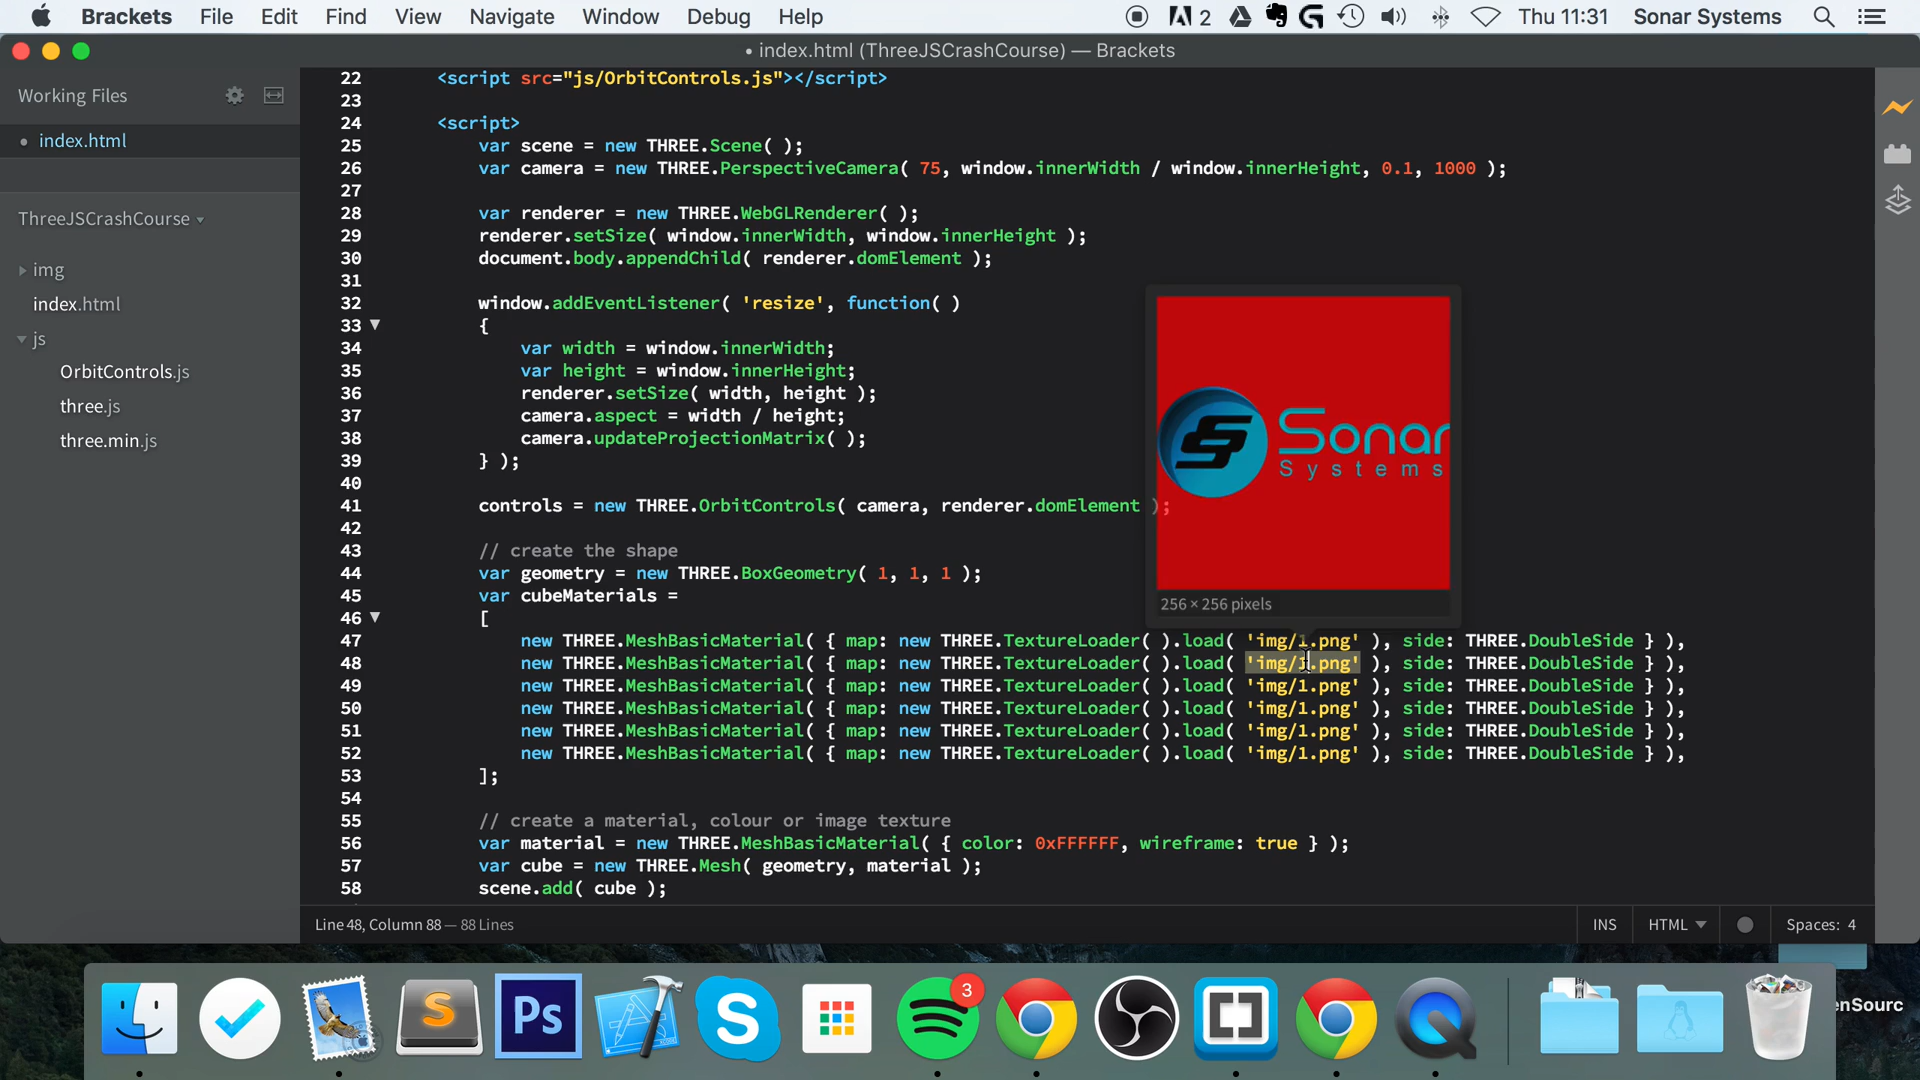 Brackets File Edit Find View Navigate Window Debug Help 2 Thu 11:31 Sonar Systems
• index.html (ThreeJSCrashCourse) — Brackets
Working Files
• index.html
ThreeJSCrashCourse
img
index.html
js
OrbitControls.js
three.js
three.min.js
22 <script src="js/OrbitControls.js"></script>
23
24 <script>
25 var scene = new THREE.Scene( );
26 var camera = new THREE.PerspectiveCamera( 75, window.innerWidth / window.innerHeight, 0.1, 1000 );
27
28 var renderer = new THREE.WebGLRenderer( );
29 renderer.setSize( window.innerWidth, window.innerHeight );
30 document.body.appendChild( renderer.domElement );
31
32 window.addEventListener( 'resize', function( )
33 {
34 var width = window.innerWidth;
35 var height = window.innerHeight;
36 renderer.setSize( width, height );
37 camera.aspect = width / height;
38 camera.updateProjectionMatrix( );
39 } );
40
41 controls = new THREE.OrbitControls( camera, renderer.domElement );
42
43 // create the shape
44 var geometry = new THREE.BoxGeometry( 1, 1, 1 );
45 var cubeMaterials =
46 [
47 new THREE.MeshBasicMaterial( { map: new THREE.TextureLoader( ).load( 'img/1.png' ), side: THREE.DoubleSide } ),
48 new THREE.MeshBasicMaterial( { map: new THREE.TextureLoader( ).load( 'img/1.png' ), side: THREE.DoubleSide } ),
49 new THREE.MeshBasicMaterial( { map: new THREE.TextureLoader( ).load( 'img/1.png' ), side: THREE.DoubleSide } ),
50 new THREE.MeshBasicMaterial( { map: new THREE.TextureLoader( ).load( 'img/1.png' ), side: THREE.DoubleSide } ),
51 new THREE.MeshBasicMaterial( { map: new THREE.TextureLoader( ).load( 'img/1.png' ), side: THREE.DoubleSide } ),
52 new THREE.MeshBasicMaterial( { map: new THREE.TextureLoader( ).load( 'img/1.png' ), side: THREE.DoubleSide } ),
53 ];
54
55 // create a material, colour or image texture
56 var material = new THREE.MeshBasicMaterial( { color: 0xFFFFFF, wireframe: true } );
57 var cube = new THREE.Mesh( geometry, material );
58 scene.add( cube );
Sonar
Systems
256 × 256 pixels
Line 48, Column 88 — 88 Lines
INS HTML Spaces: 4
S
Ps
S
3
enSourc